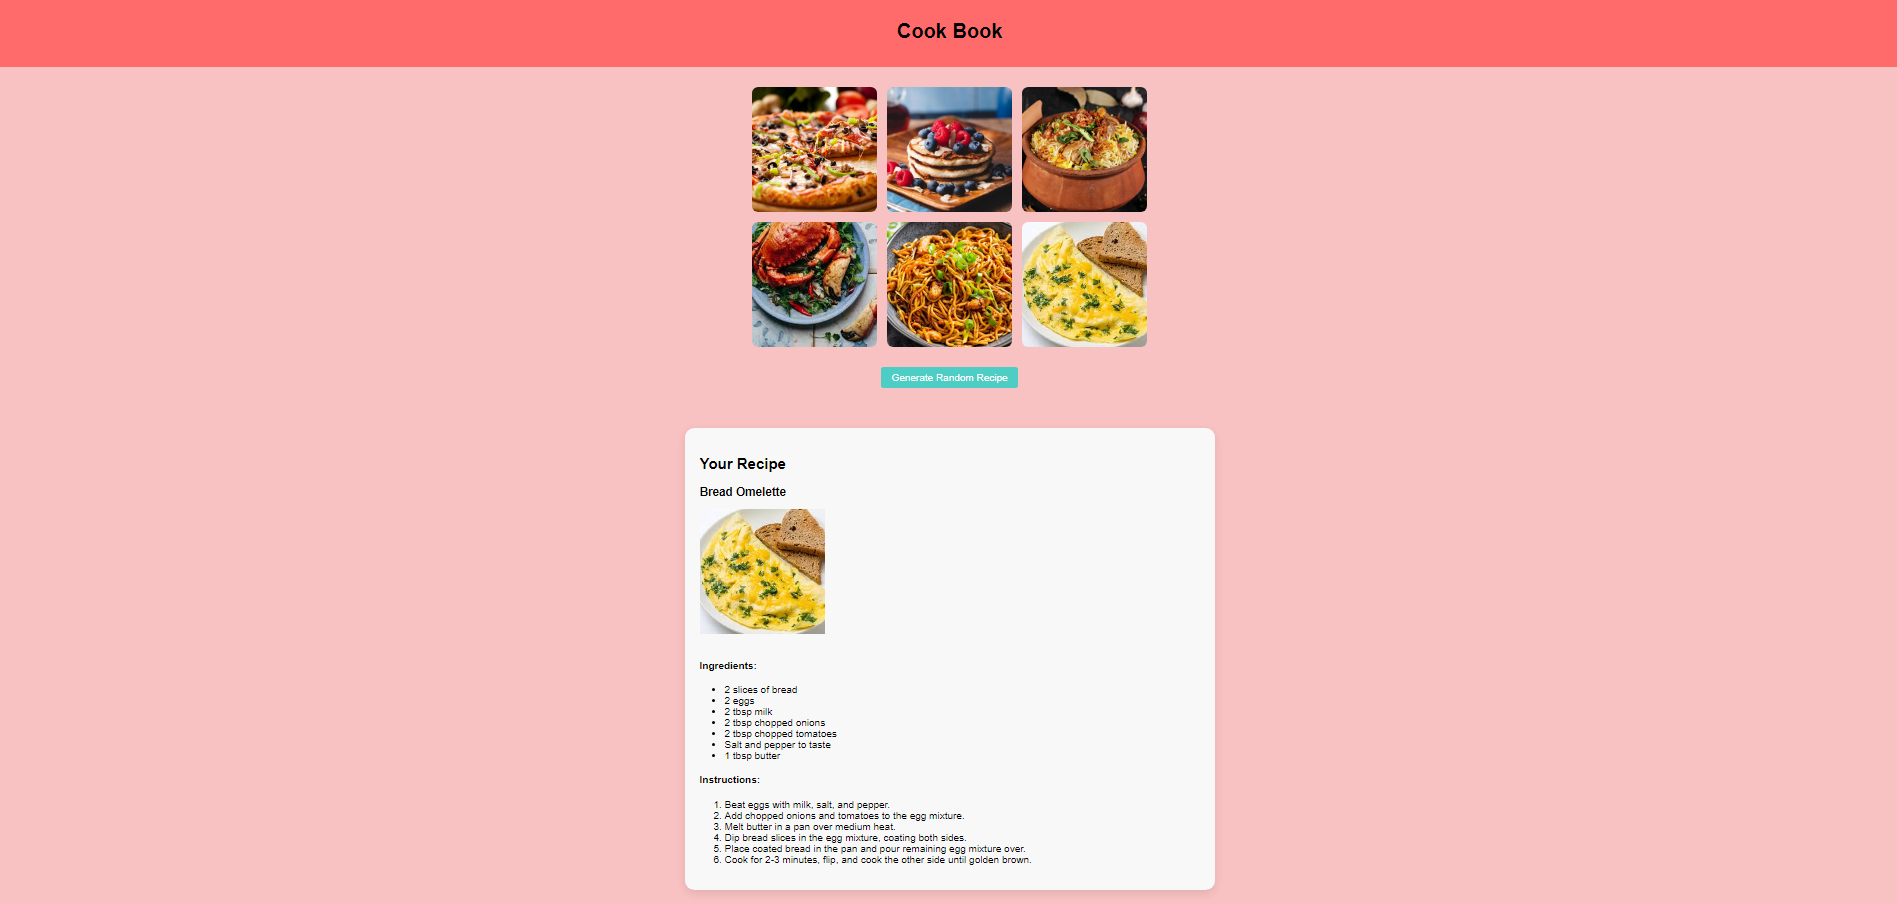 Cook Book
Generate Random Recipe
Your Recipe
Bread Omelette
Ingredients:
• 2 slices of bread
• 2 eggs
• 2 tbsp milk
• 2 tbsp chopped onions
• 2 tbsp chopped tomatoes
• Salt and pepper to taste
• 1 tbsp butter
Instructions:
1. Beat eggs with milk, salt, and pepper.
2. Add chopped onions and tomatoes to the egg mixture.
3. Melt butter in a pan over medium heat.
4. Dip bread slices in the egg mixture, coating both sides.
5. Place coated bread in the pan and pour remaining egg mixture over.
6. Cook for 2-3 minutes, flip, and cook the other side until golden brown.